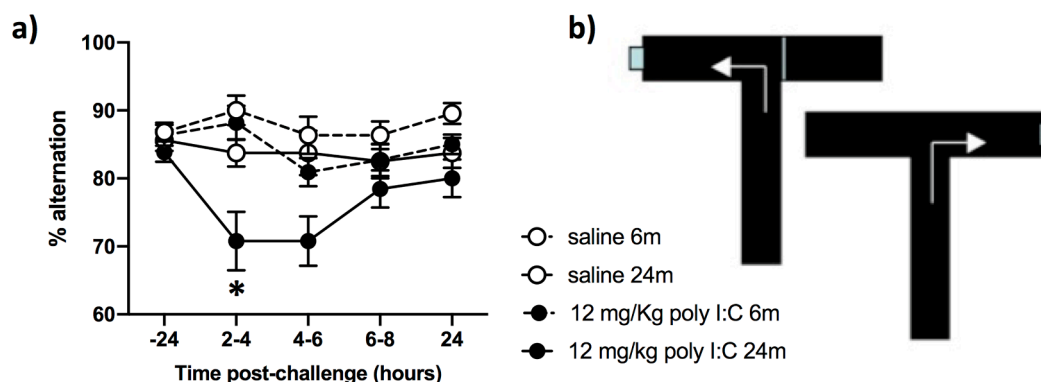 a)
b)
100
90
80
70
60
% alternation
*
-24 2-4 4-6 6-8 24
Time post-challenge (hours)
saline 6m
saline 24m
12 mg/Kg poly I:C 6m
12 mg/kg poly I:C 24m